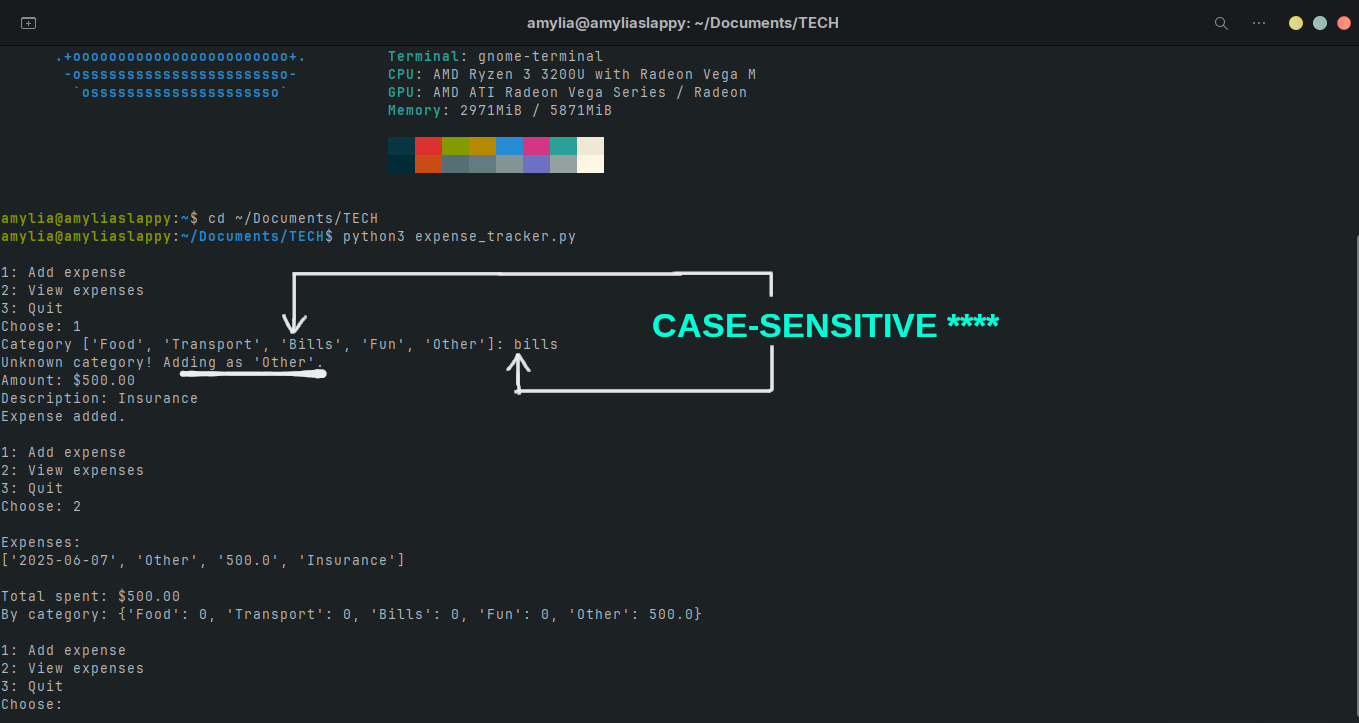 amylia@amyliaslappy: ~/Documents/TECH
.+oooooooooooooooooooooooo+. Terminal: gnome-terminal
-osssssssssssssssssssssso- CPU: AMD Ryzen 3 3200U with Radeon Vega M
`osssssssssssssssssssso` GPU: AMD ATI Radeon Vega Series / Radeon
Memory: 2971MiB / 5871MiB
amylia@amyliaslappy:~$ cd ~/Documents/TECH
amylia@amyliaslappy:~/Documents/TECH$ python3 expense_tracker.py
1: Add expense
2: View expenses
3: Quit
Choose: 1
CASE-SENSITIVE ****
Category ['Food', 'Transport', 'Bills', 'Fun', 'Other']: bills
Unknown category! Adding as 'Other'.
Amount: $500.00
Description: Insurance
Expense added.
1: Add expense
2: View expenses
3: Quit
Choose: 2
Expenses:
['2025-06-07', 'Other', '500.0', 'Insurance']
Total spent: $500.00
By category: {'Food': 0, 'Transport': 0, 'Bills': 0, 'Fun': 0, 'Other': 500.0}
1: Add expense
2: View expenses
3: Quit
Choose: